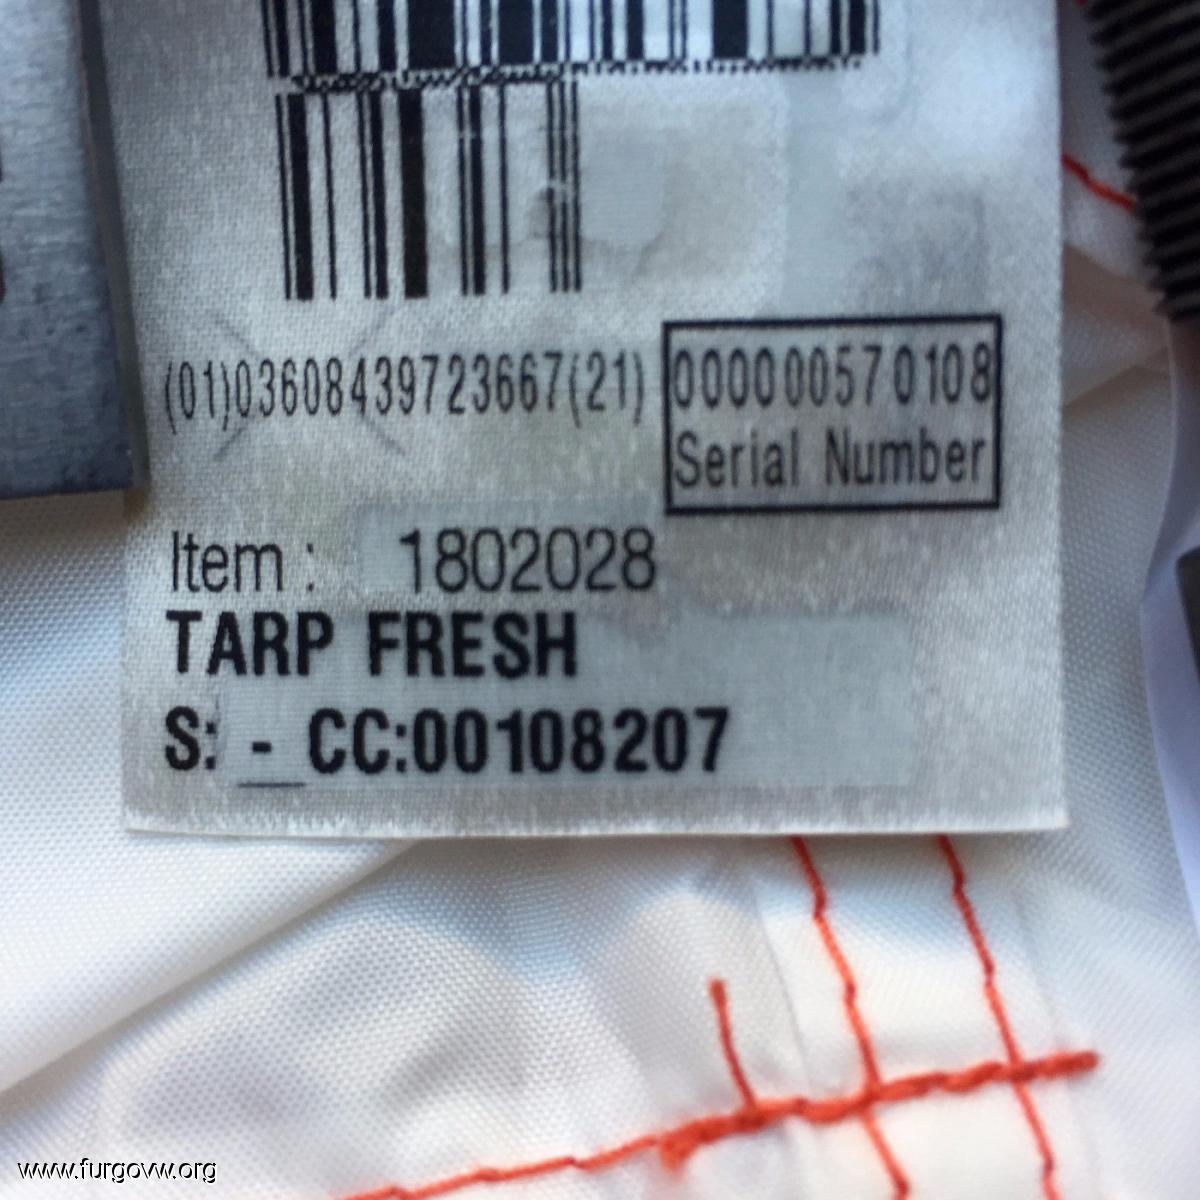 (01)03608439723667(21) 000000570108
Serial Number
Item : 1802028
TARP FRESH
S: - CC:00108207
www.furgovw.org